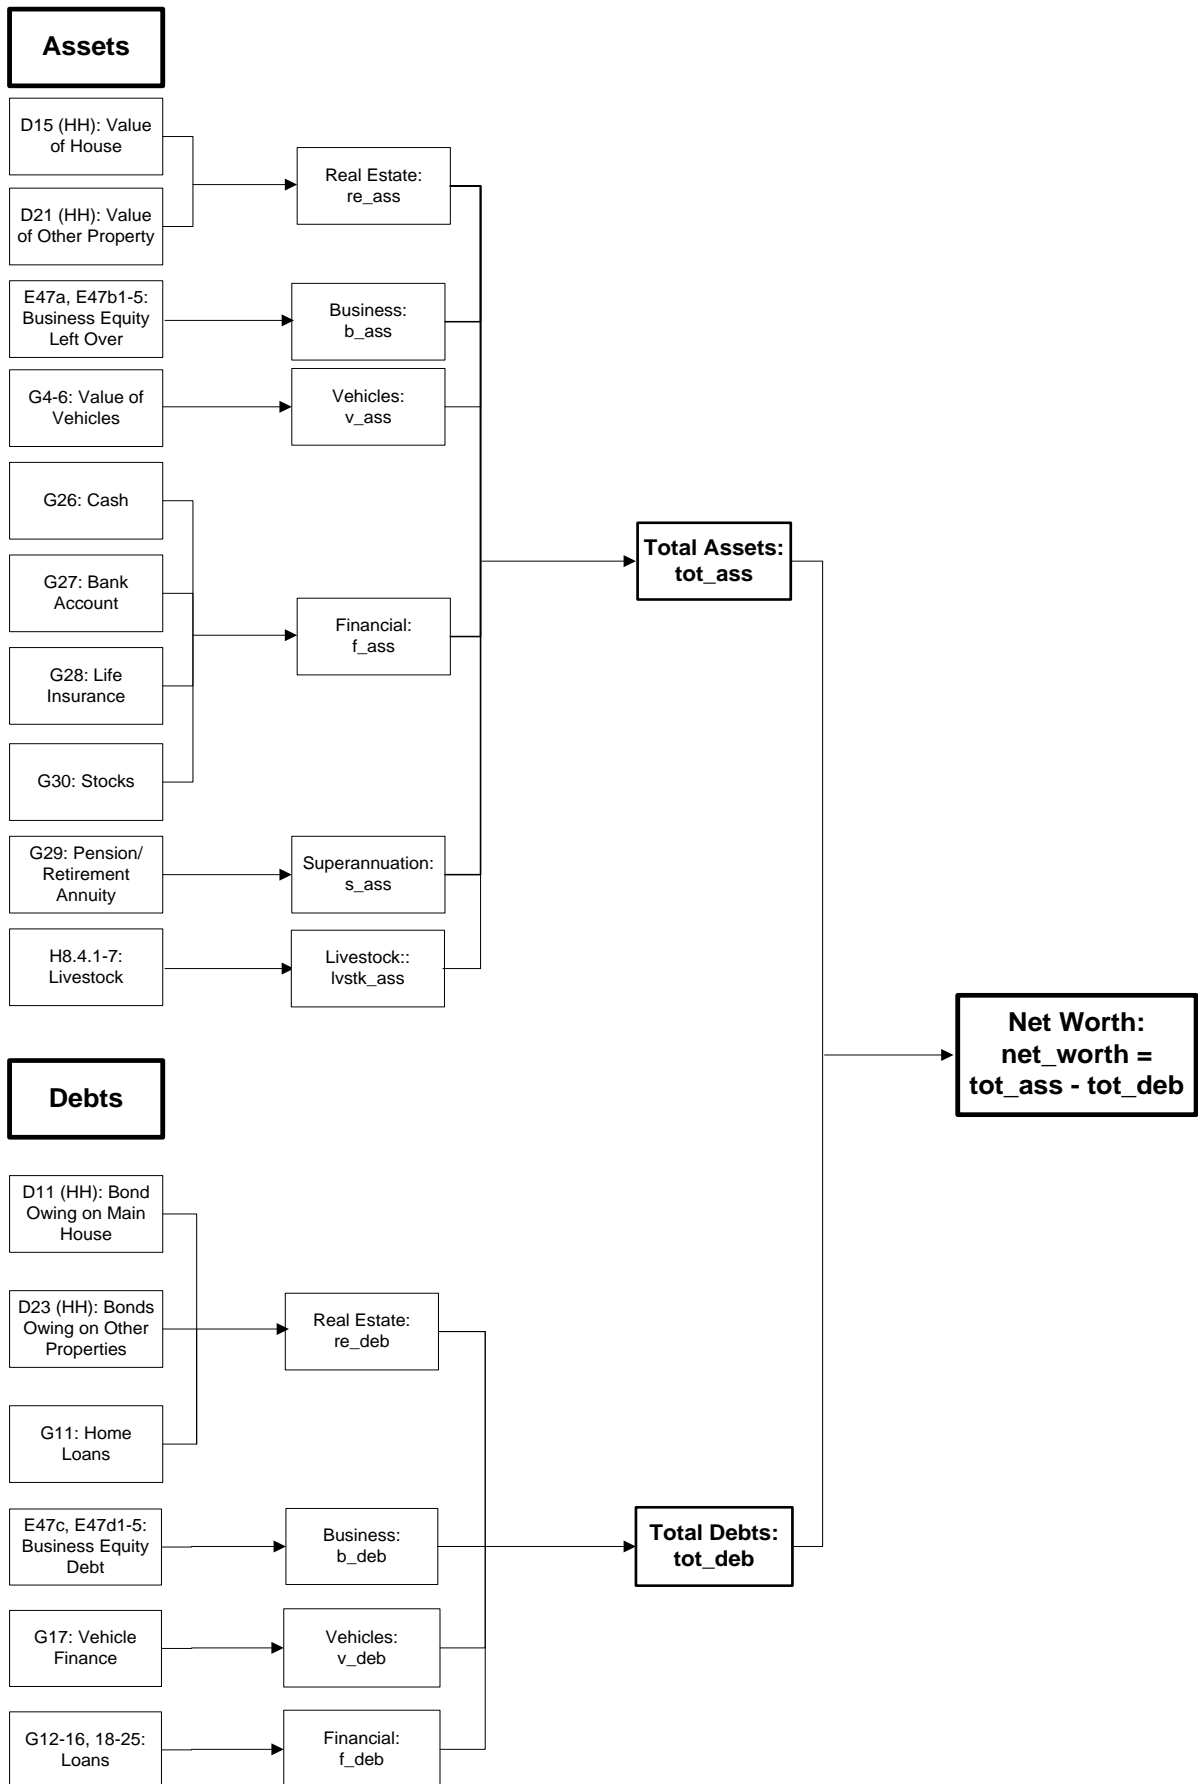 Assets
D15 (HH): Value
of House
D21 (HH): Value
of Other Property
Real Estate:
re_ass
E47a, E47b1-5:
Business Equity
Left Over
Business:
b_ass
G4-6: Value of
Vehicles
Vehicles:
v_ass
G26: Cash
G27: Bank
Account
G28: Life
Insurance
G30: Stocks
Financial:
f_ass
Total Assets:
tot_ass
G29: Pension/
Retirement
Annuity
Superannuation:
s_ass
H8.4.1-7:
Livestock
Livestock::
lvstk_ass
Net Worth:
net_worth =
tot_ass - tot_deb
Debts
D11 (HH): Bond
Owing on Main
House
D23 (HH): Bonds
Owing on Other
Properties
G11: Home
Loans
Real Estate:
re_deb
E47c, E47d1-5:
Business Equity
Debt
Business:
b_deb
Total Debts:
tot_deb
G17: Vehicle
Finance
Vehicles:
v_deb
G12-16, 18-25:
Loans
Financial:
f_deb